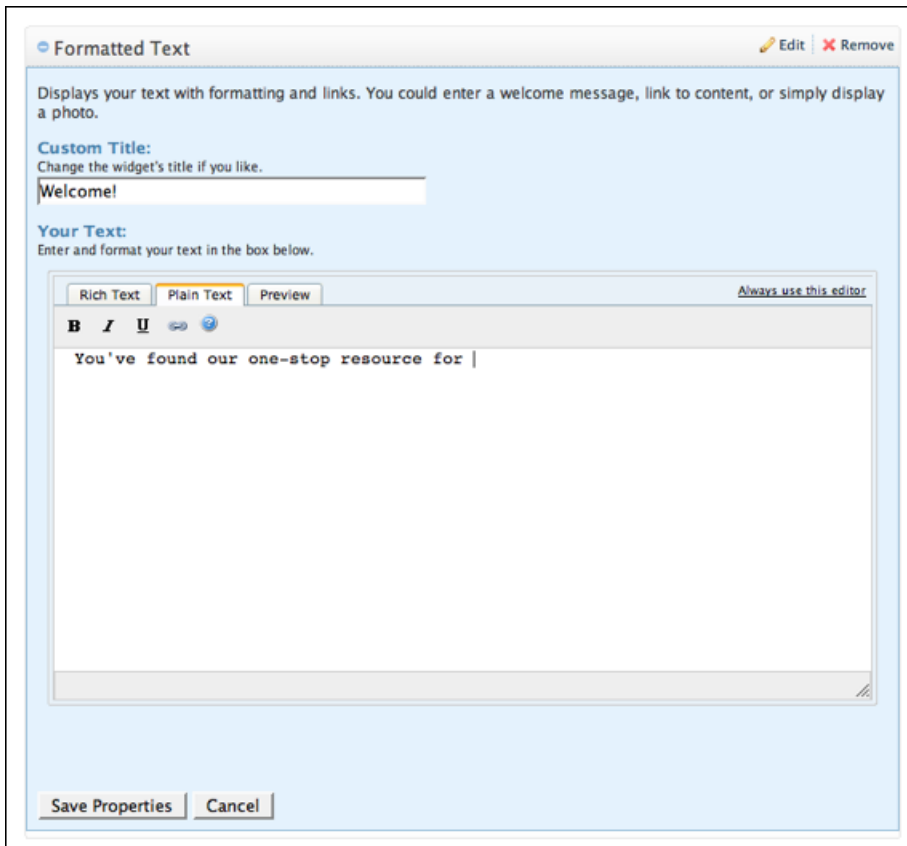 Formatted Text
Edit
Remove
Displays your text with formatting and links. You could enter a welcome message, link to content, or simply display
a photo.
Custom Title:
Change the widget's title if you like.
Welcome!
Your Text:
Enter and format your text in the box below.
Rich Text
Plain Text
Preview
Always use this editor
B I U
You've found our one-stop resource for
Save Properties
Cancel